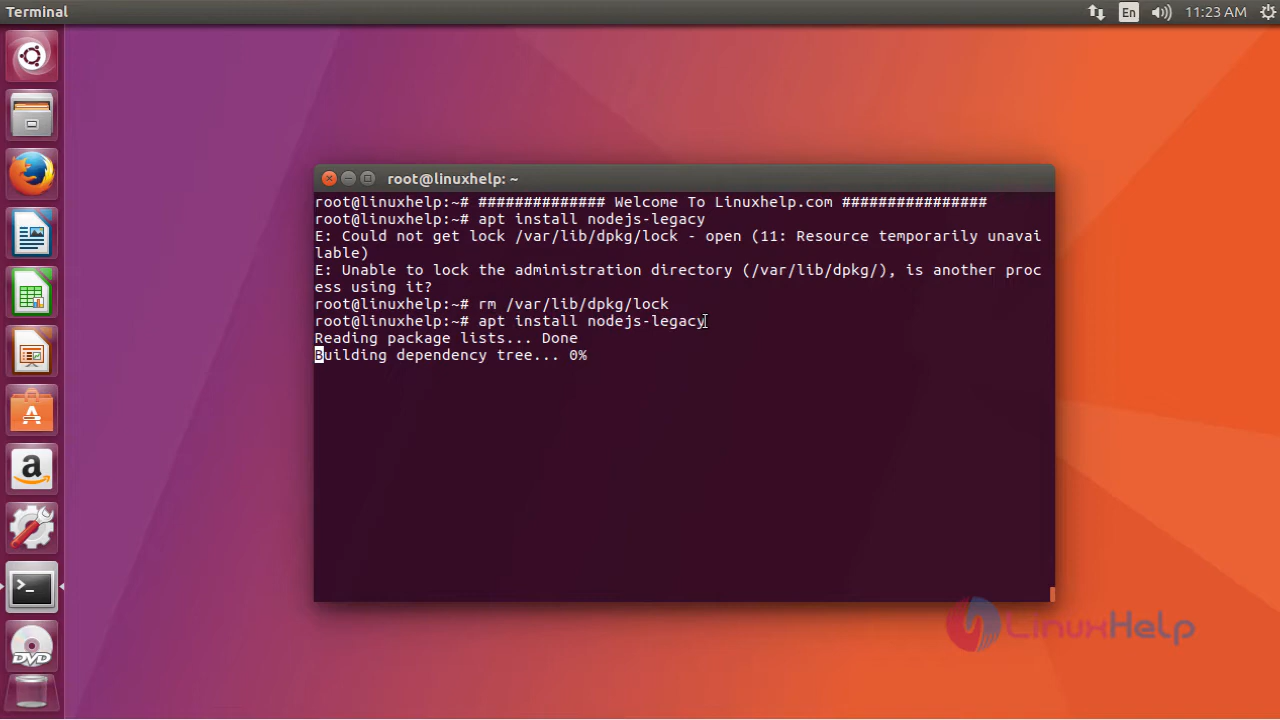 Terminal
En
11:23 AM
root@linuxhelp: ~
root@linuxhelp:~# ############## Welcome To Linuxhelp.com ################
root@linuxhelp:~# apt install nodejs-legacy
E: Could not get lock /var/lib/dpkg/lock - open (11: Resource temporarily unavai
lable)
E: Unable to lock the administration directory (/var/lib/dpkg/), is another proc
ess using it?
root@linuxhelp:~# rm /var/lib/dpkg/lock
root@linuxhelp:~# apt install nodejs-legacy
Reading package lists... Done
Building dependency tree... 0%
>_
DVD
LinuxHelp